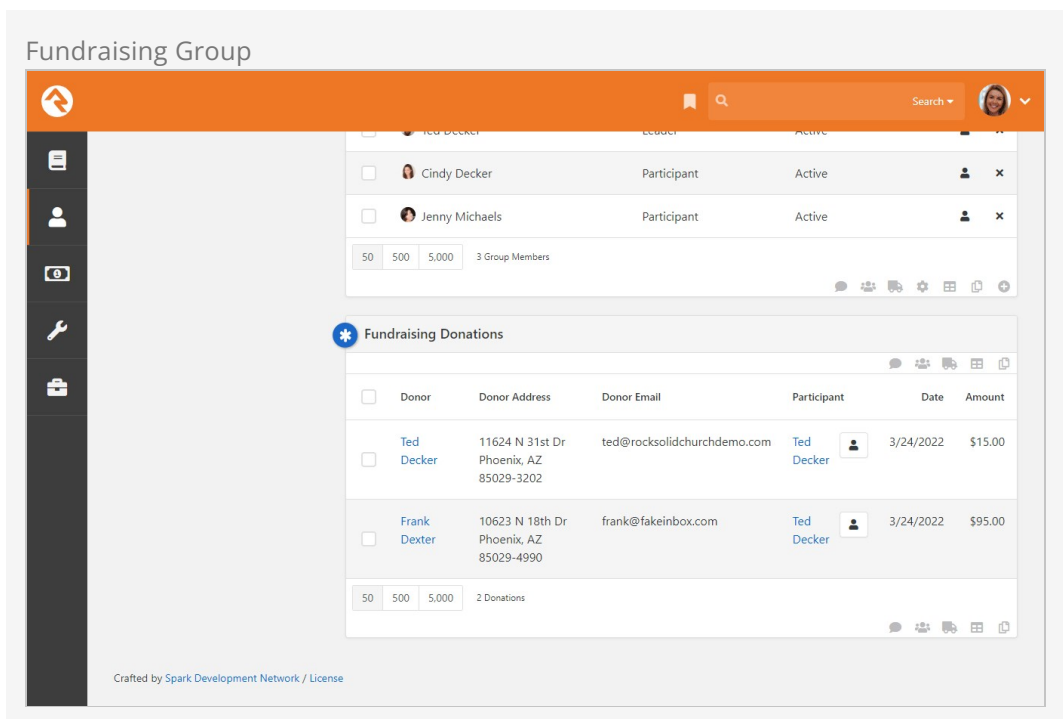 Fundraising Group
Search
Ted Decker Leader Active
Cindy Decker Participant Active
Jenny Michaels Participant Active
50 500 5,000 3 Group Members
Fundraising Donations
Donor Donor Address Donor Email Participant Date Amount
Ted 11624 N 31st Dr ted@rocksolidchurchdemo.com Ted 3/24/2022 $15.00
Decker Phoenix, AZ Decker
85029-3202
Frank 10623 N 18th Dr frank@fakeinbox.com Ted 3/24/2022 $95.00
Dexter Phoenix, AZ Decker
85029-4990
50 500 5,000 2 Donations
Crafted by Spark Development Network / License